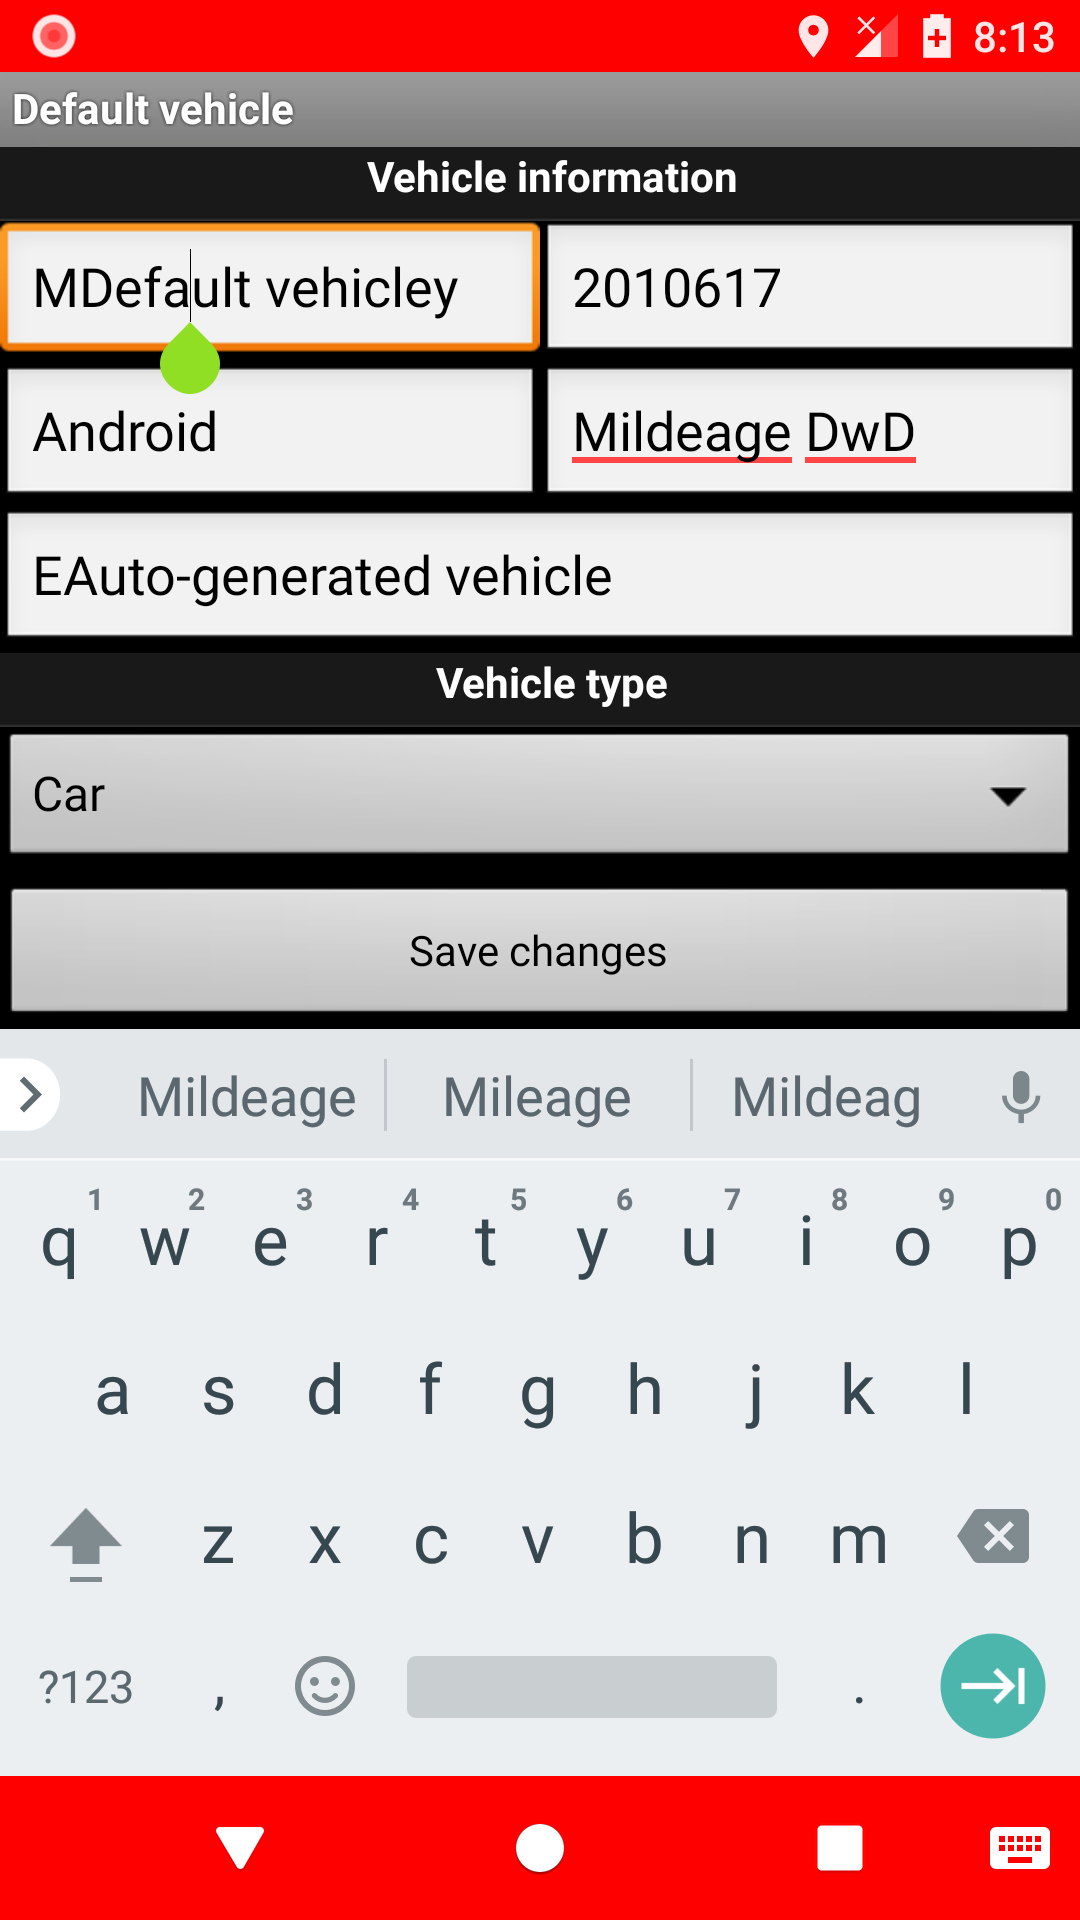 8:13
Default vehicle
Vehicle information
MDefault vehicley 2010617
Android Mildeage DwD
EAuto-generated vehicle
Vehicle type
Car
Save changes
Mildeage Mileage Mildeag
1 2 3 4 5 6 7 8 9 0
q w e r t y u i o p
a s d f g h j k l
z x c v b n m
?123 , .